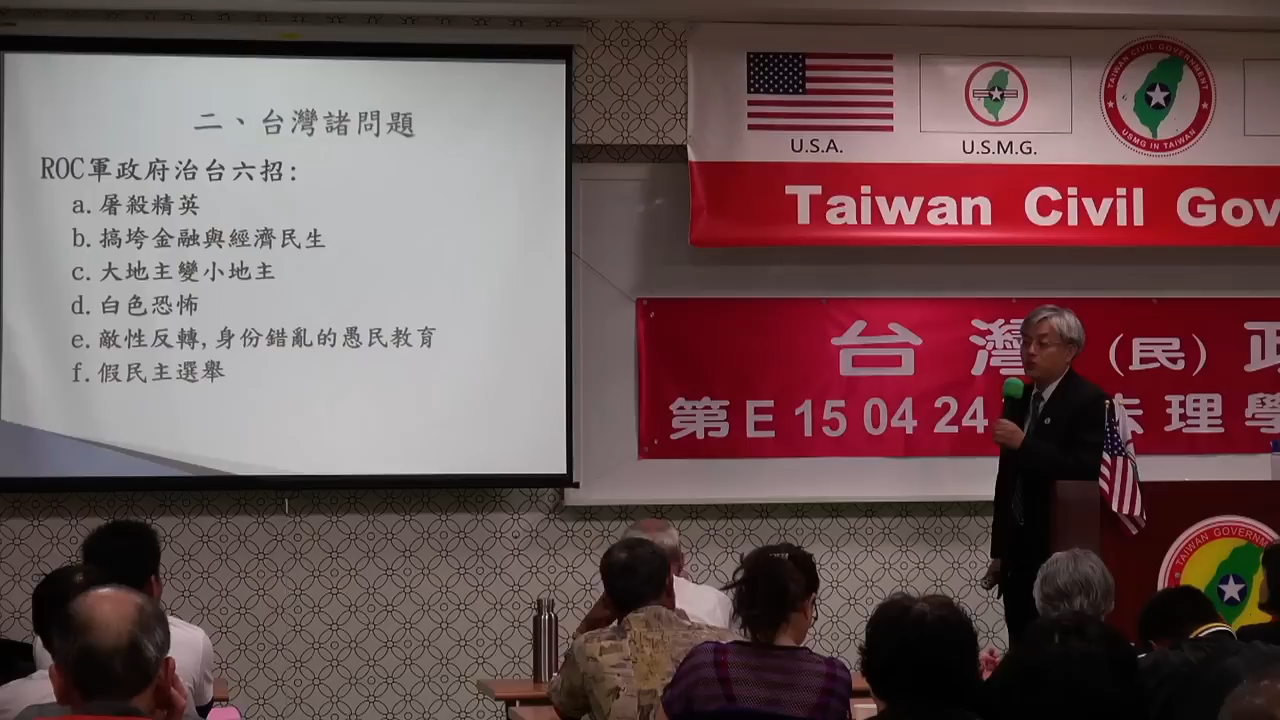 二、台灣諸問題
ROC軍政府治台六招:
a.屠殺精英
b.搞垮金融與經濟民生
c.大地主變小地主
d.白色恐怖
e.敵性反轉,身份錯亂的愚民教育
f.假民主選舉
U.S.A.
U.S.M.G.
TAIWAN CIVIL GOVERNMENT
USMG IN TAIWAN
Taiwan Civil Gov
台灣(民)政
第E 15 04 24 法理學
TAIWAN GOVERN